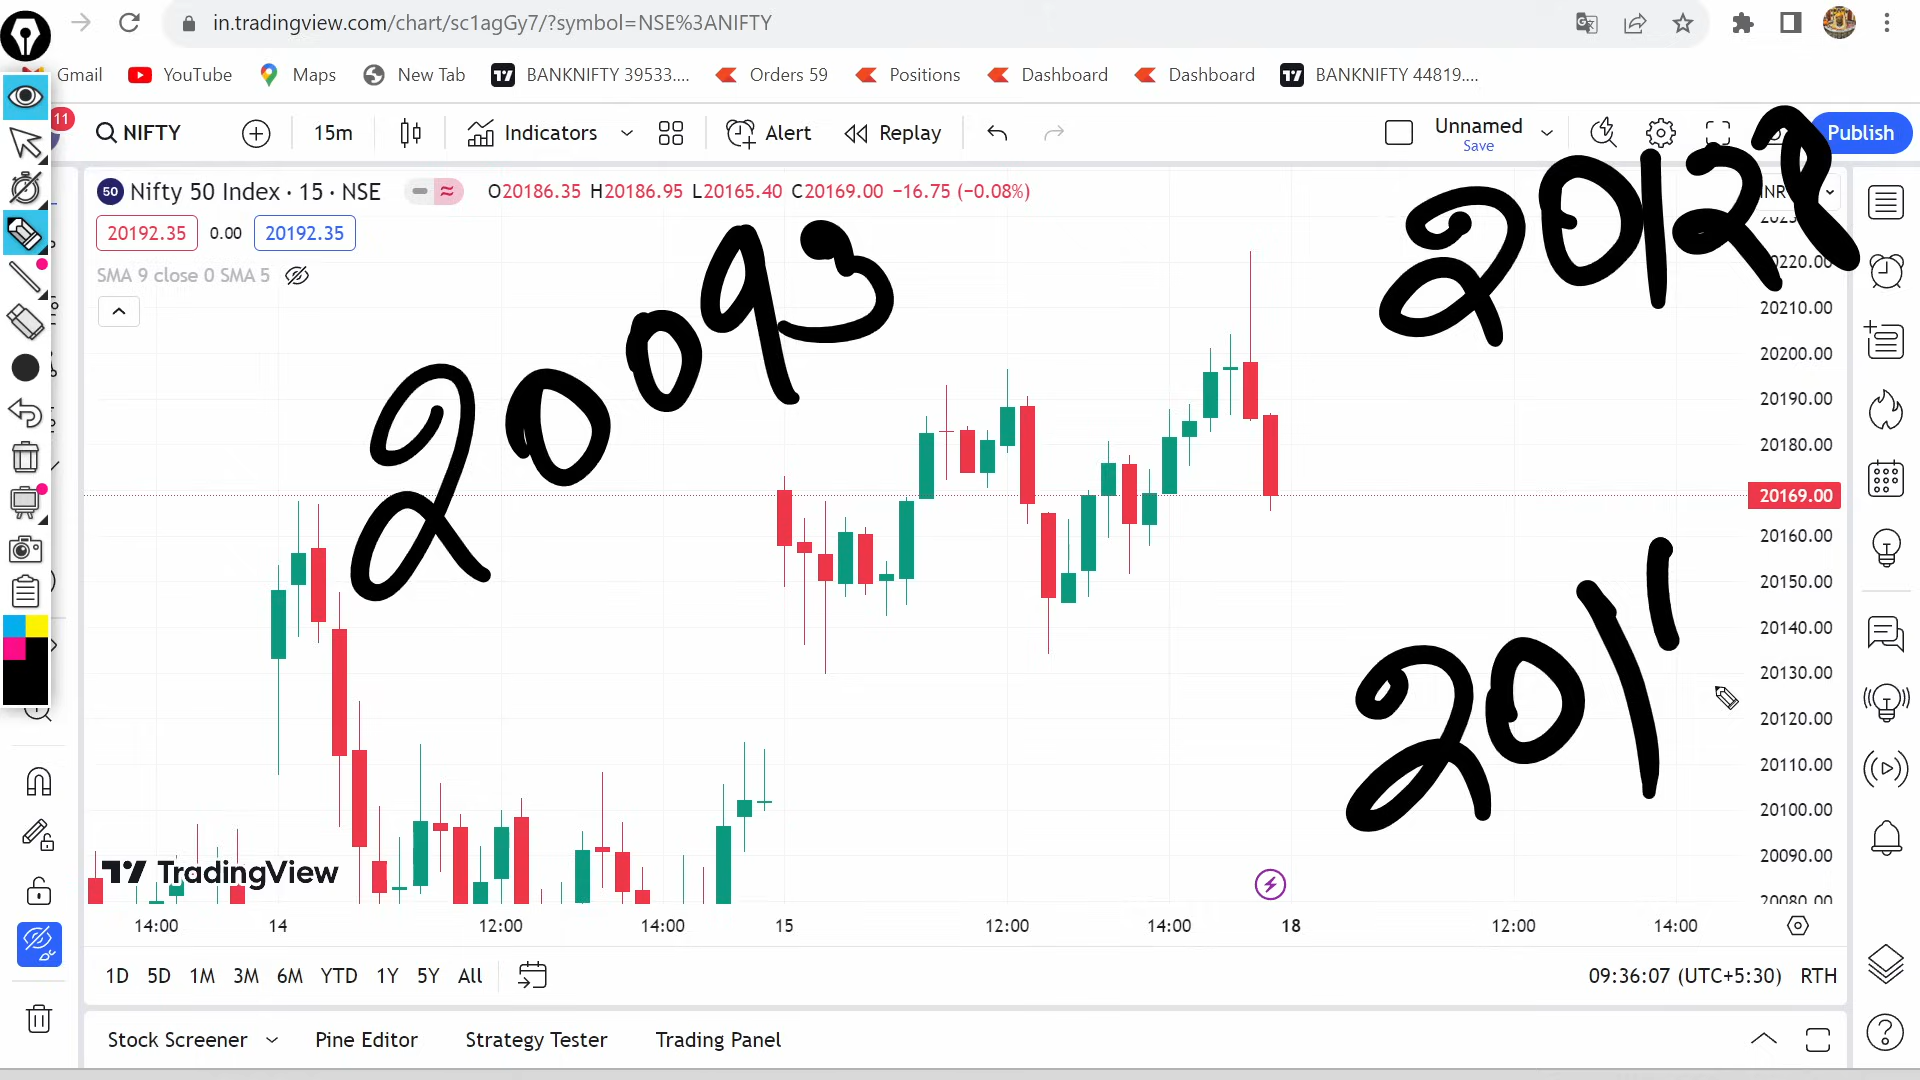 in.tradingview.com/chart/sc1agGy7/?symbol=NSE%3ANIFTY
Gmail YouTube Maps New Tab BANKNIFTY 39533.... Orders 59 Positions Dashboard Dashboard BANKNIFTY 44819....
11
NIFTY 15m Indicators Alert Replay Unnamed Publish
Save
50 Nifty 50 Index · 15 · NSE O20186.35 H20186.95 L20165.40 C20169.00 −16.75 (−0.08%)
20192.35 0.00 20192.35
SMA 9 close 0 SMA 5
20093
20128
2011
20220.00
20210.00
20200.00
20190.00
20180.00
20169.00
20160.00
20150.00
20140.00
20130.00
20120.00
20110.00
20100.00
20090.00
20080.00
TradingView
14:00 14 12:00 14:00 15 12:00 14:00 18 12:00 14:00
1D 5D 1M 3M 6M YTD 1Y 5Y All 09:36:07 (UTC+5:30) RTH
Stock Screener Pine Editor Strategy Tester Trading Panel